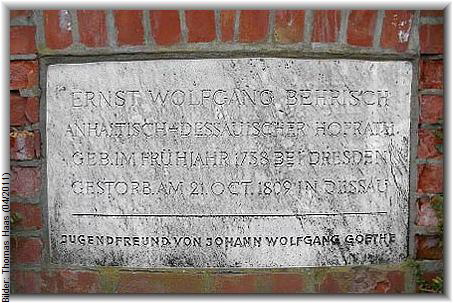 ERNST WOLFGANG BEHRISCH
ANHALTISCH-DESSAUISCHER HOFRATH
GEB. IM FRÜHJAHR 1738 BEI DRESDEN
GESTORB. AM 21. OCT. 1809 IN DESSAU
JUGENDFREUND VON JOHANN WOLFGANG GOETHE
Bilder: Thomas Haas (04/2011)